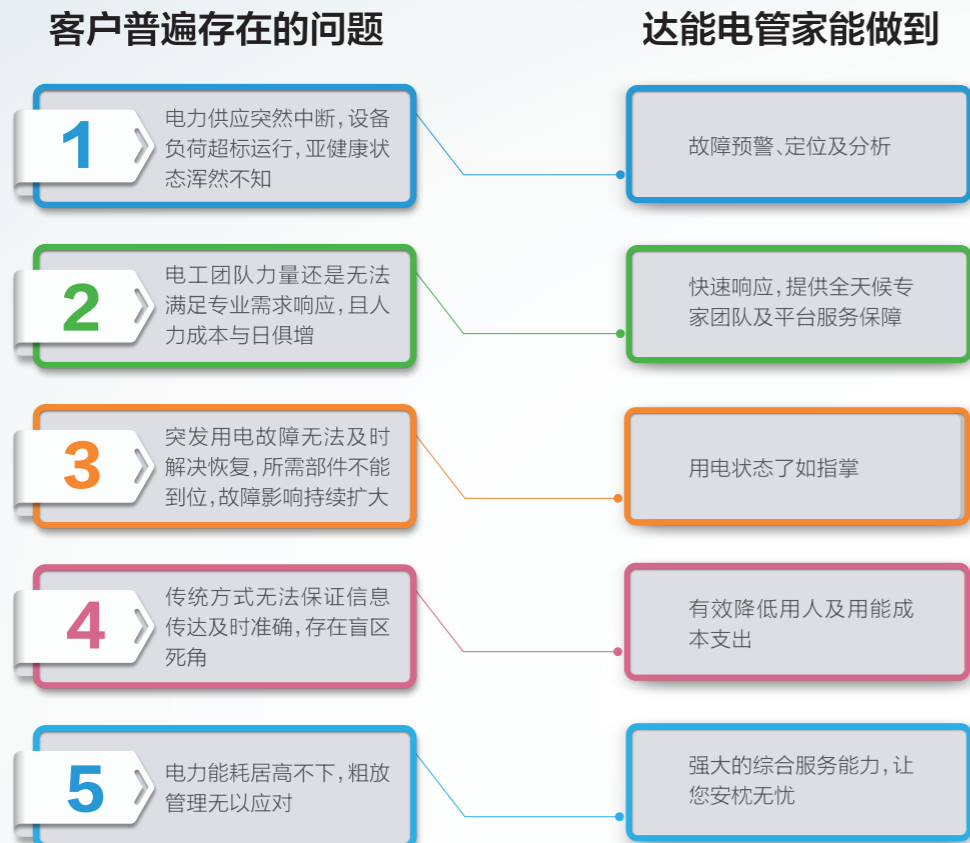 客户普遍存在的问题
达能电管家能做到
1
电力供应突然中断,设备
负荷超标运行,亚健康状
态浑然不知
故障预警、定位及分析
2
电工团队力量还是无法
满足专业需求响应,且人
力成本与日俱增
快速响应,提供全天候专
家团队及平台服务保障
3
突发用电故障无法及时
解决恢复,所需部件不能
到位,故障影响持续扩大
用电状态了如指掌
4
传统方式无法保证信息
传达及时准确,存在盲区
死角
有效降低用人及用能成
本支出
5
电力能耗居高不下,粗放
管理无以应对
强大的综合服务能力,让
您安枕无忧